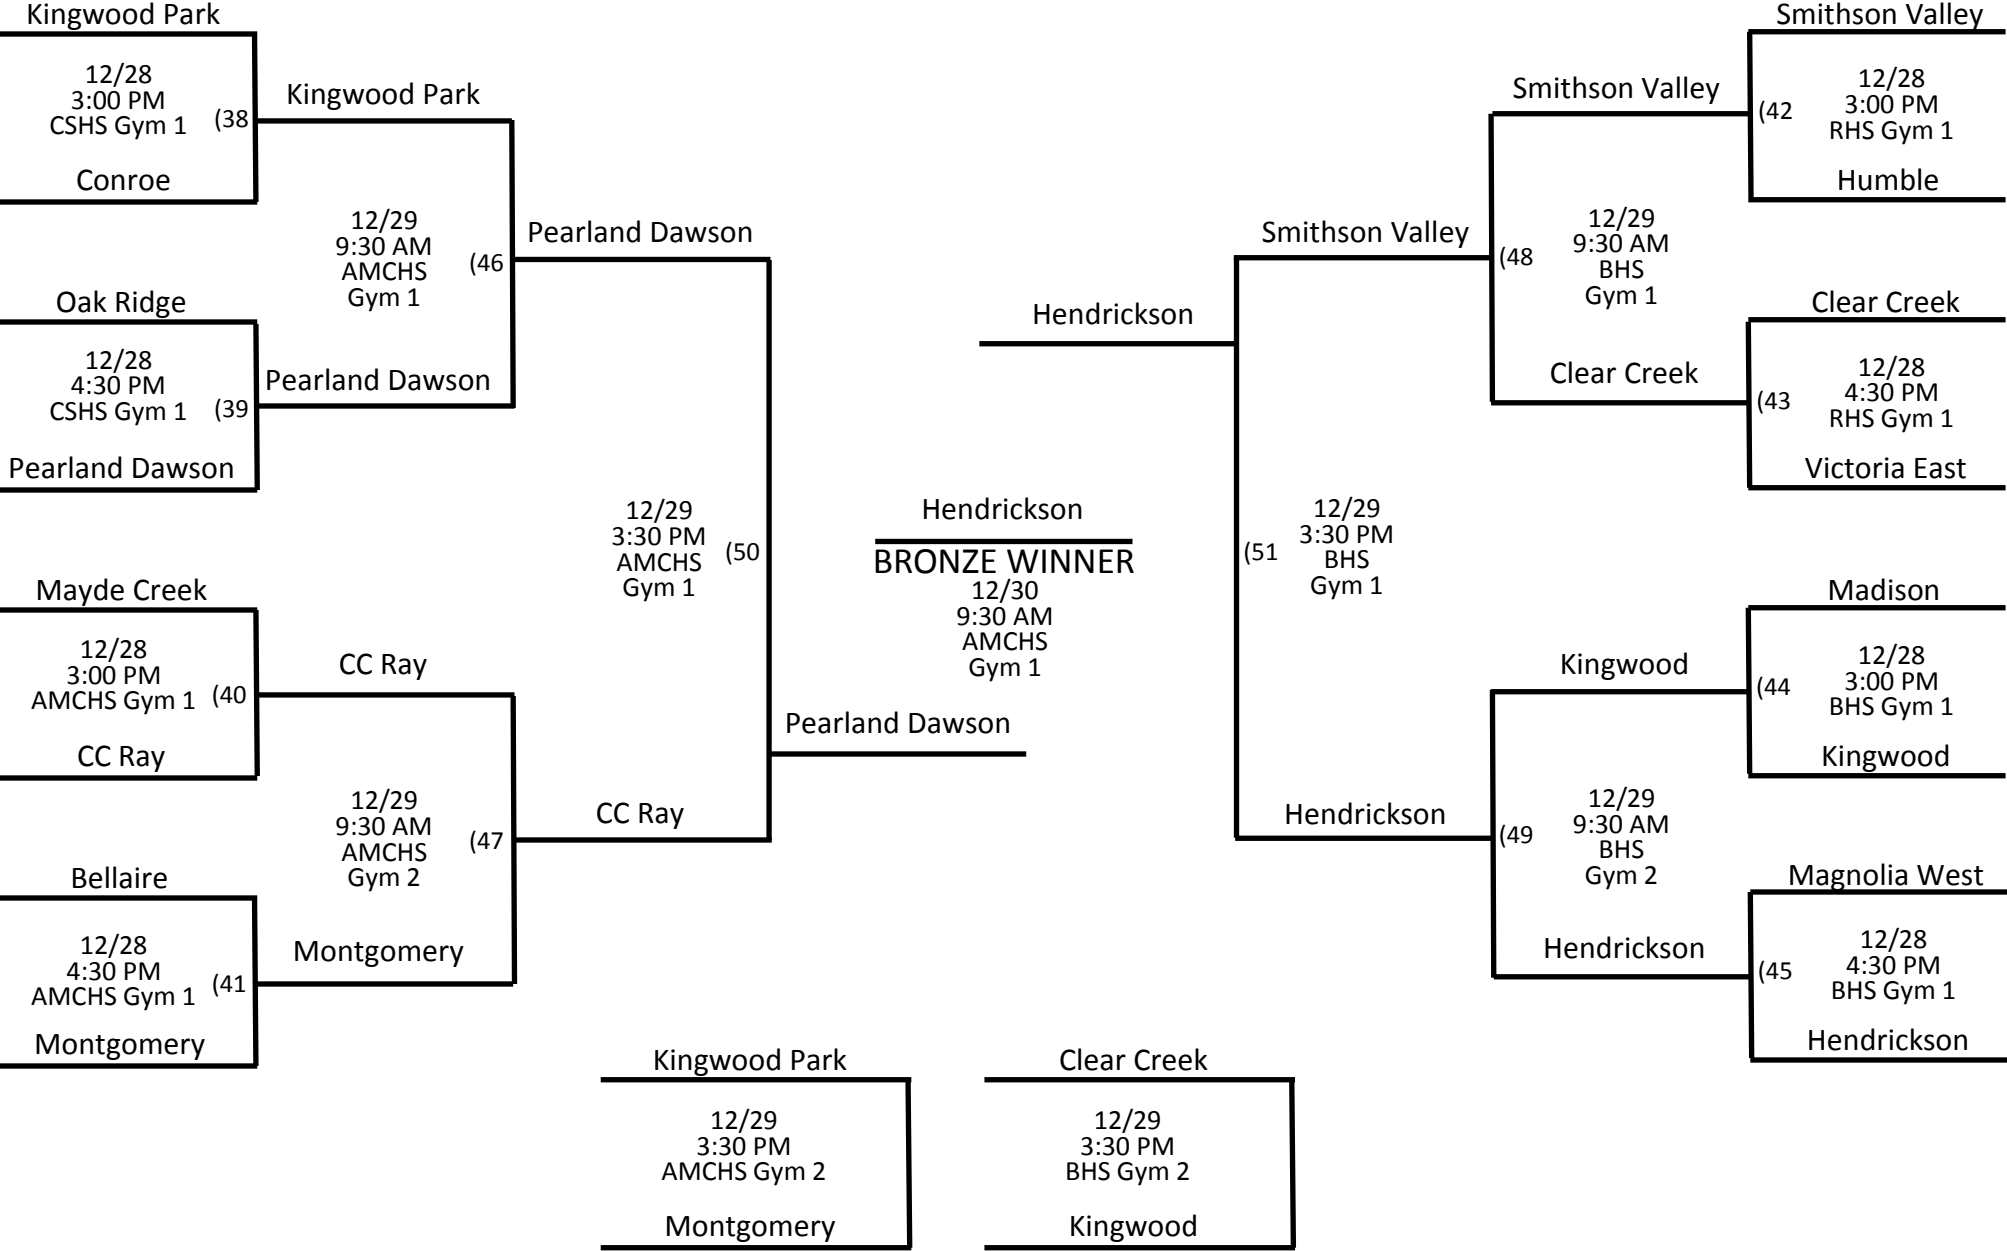 Kingwood Park
12/28
3:00 PM
CSHS Gym 1
(38
Conroe
Kingwood Park
12/29
9:30 AM
AMCHS
Gym 1
(46
Oak Ridge
12/28
4:30 PM
CSHS Gym 1
(39
Pearland Dawson
Pearland Dawson
Pearland Dawson
12/29
3:30 PM
AMCHS
Gym 1
(50
Mayde Creek
12/28
3:00 PM
AMCHS Gym 1
(40
CC Ray
CC Ray
12/29
9:30 AM
AMCHS
Gym 2
(47
CC Ray
Bellaire
12/28
4:30 PM
AMCHS Gym 1
(41
Montgomery
Montgomery
Pearland Dawson
Hendrickson
BRONZE WINNER
12/30
9:30 AM
AMCHS
Gym 1
Hendrickson
Smithson Valley
(51
12/29
3:30 PM
BHS
Gym 1
Hendrickson
Smithson Valley
(48
12/29
9:30 AM
BHS
Gym 1
Clear Creek
Smithson Valley
(42
12/28
3:00 PM
RHS Gym 1
Humble
Clear Creek
(43
12/28
4:30 PM
RHS Gym 1
Victoria East
Kingwood
(49
12/29
9:30 AM
BHS
Gym 2
Hendrickson
Madison
(44
12/28
3:00 PM
BHS Gym 1
Kingwood
Magnolia West
(45
12/28
4:30 PM
BHS Gym 1
Hendrickson
Kingwood Park
12/29
3:30 PM
AMCHS Gym 2
Montgomery
Clear Creek
12/29
3:30 PM
BHS Gym 2
Kingwood